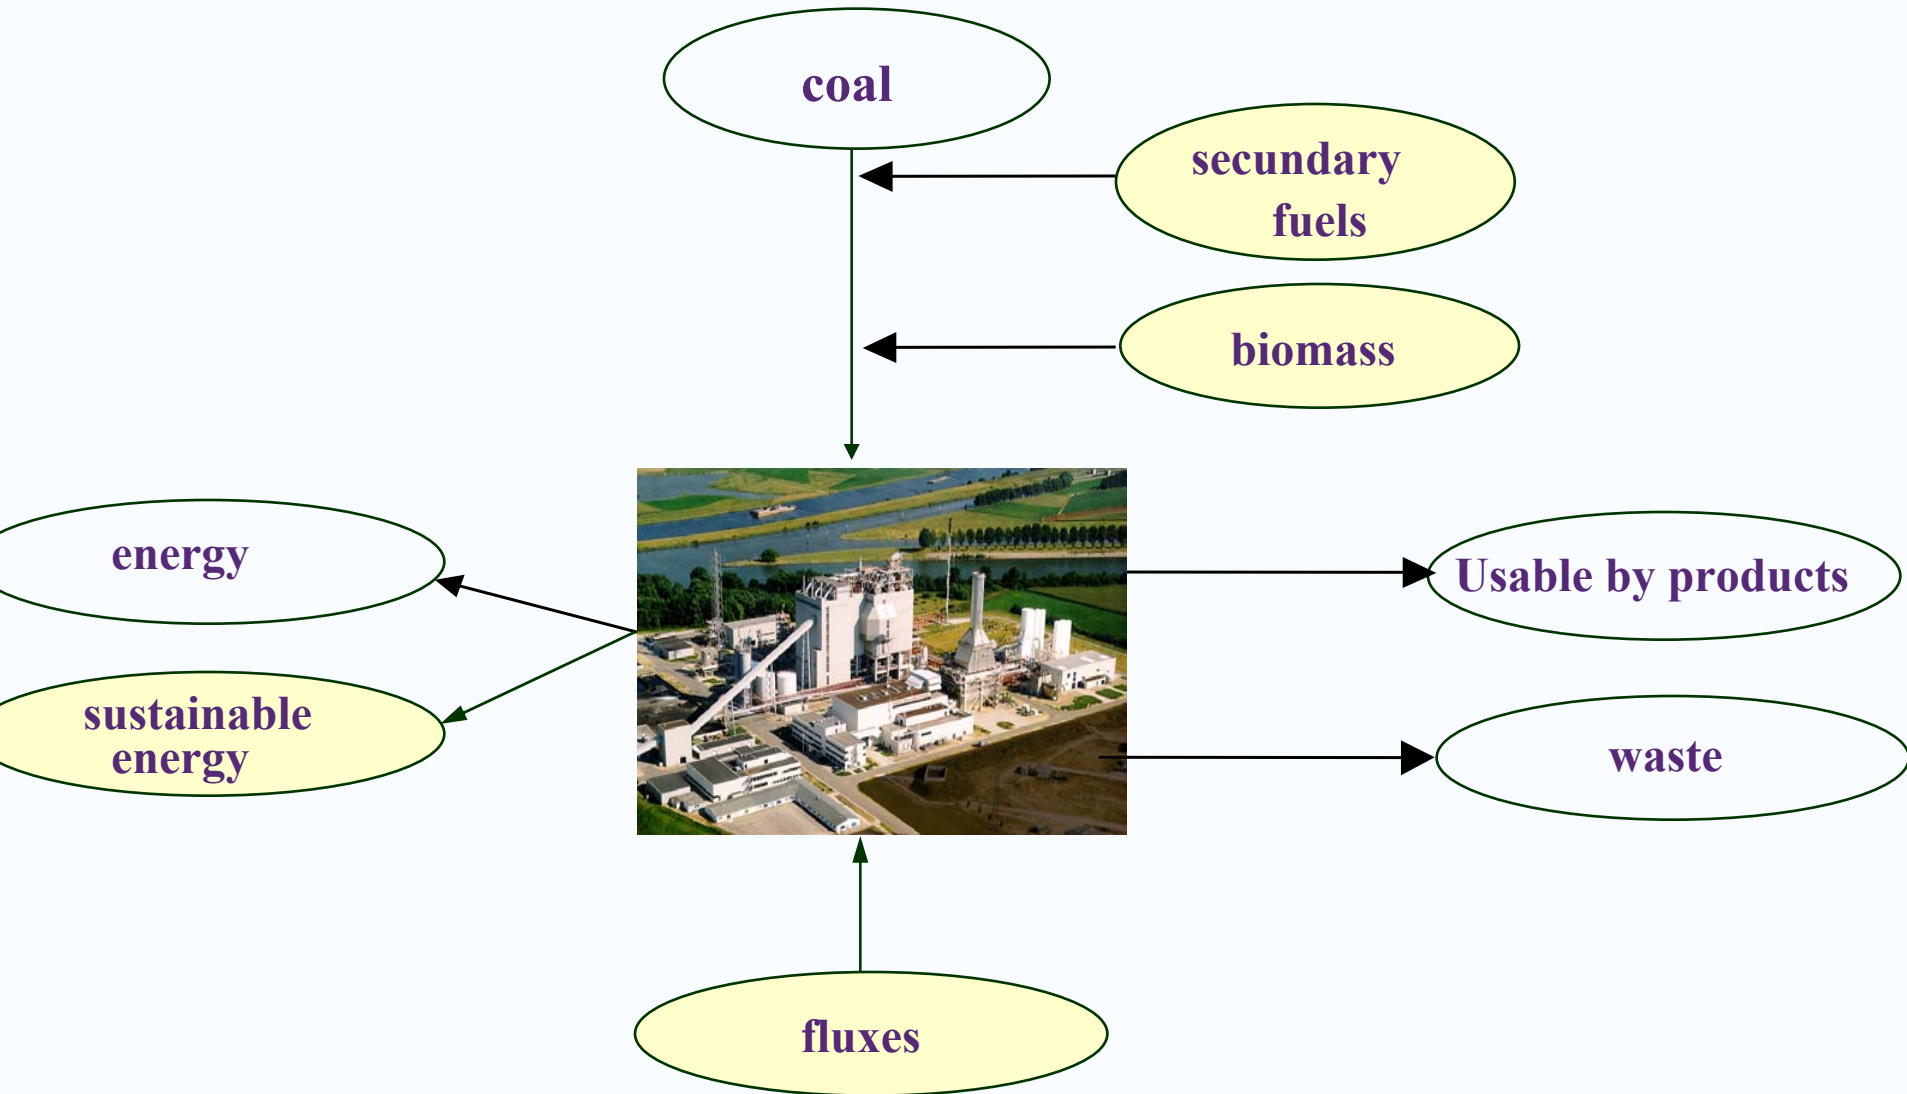 coal
secundary
fuels
biomass
energy
Usable by products
sustainable
energy
waste
fluxes